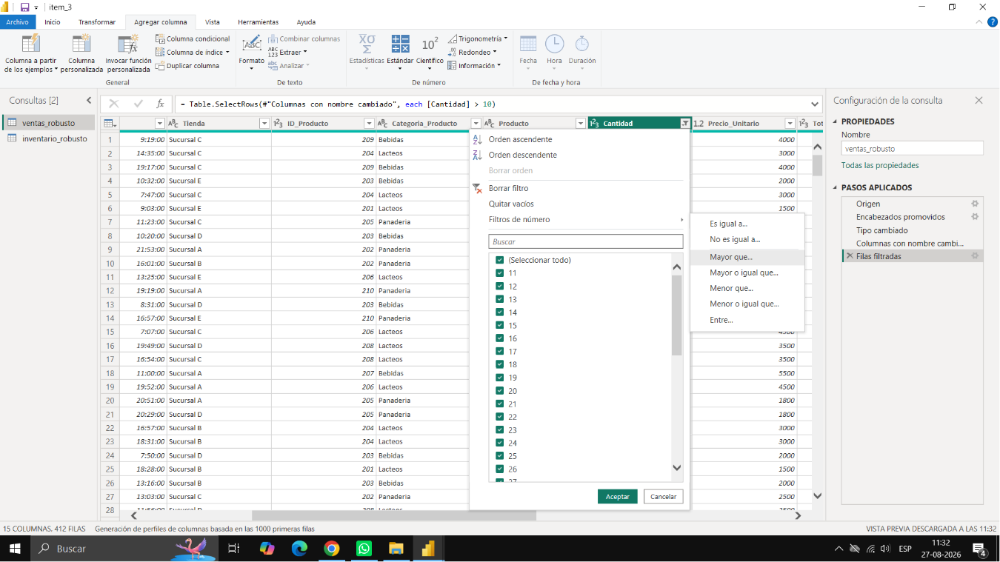 item_3
Archivo Inicio Transformar Agregar columna Vista Herramientas Ayuda
Columna a partir de los ejemplos
Columna personalizada
Invocar función personalizada
Columna condicional
Columna de índice
Duplicar columna
General
Formato
ABC
Combinar columnas
ABC 123 Extraer
abc Analizar
De texto
XΟ Σ
Estadísticas
Estándar
10²
Científico
Trigonometría
Redondeo
Información
De número
Fecha
Hora
Duración
De fecha y hora
Consultas [2]
ventas_robusto
inventario_robusto
fx
= Table.SelectRows(#"Columnas con nombre cambiado", each [Cantidad] > 10)
Tienda ID_Producto Categoria_Producto Producto Cantidad 1.2 Precio_Unitario Tot
1 9:19:00 Sucursal C 209 Bebidas 4000
2 14:35:00 Sucursal C 204 Lacteos 3000
3 19:17:00 Sucursal C 209 Bebidas 4000
4 10:32:00 Sucursal E 203 Bebidas 2000
5 7:47:00 Sucursal C 204 Lacteos 3000
6 9:03:00 Sucursal E 201 Lacteos 1500
7 11:23:00 Sucursal C 205 Panaderia
8 10:20:00 Sucursal D 203 Bebidas
9 21:53:00 Sucursal A 202 Panaderia
10 16:01:00 Sucursal B 202 Panaderia
11 13:25:00 Sucursal E 206 Lacteos
12 19:19:00 Sucursal A 210 Panaderia
13 8:31:00 Sucursal D 203 Bebidas
14 16:57:00 Sucursal E 210 Panaderia
15 7:07:00 Sucursal C 206 Lacteos 4500
16 19:49:00 Sucursal D 208 Lacteos 3500
17 16:54:00 Sucursal C 208 Lacteos 3500
18 11:00:00 Sucursal A 207 Bebidas 5500
19 19:52:00 Sucursal A 206 Lacteos 4500
20 20:51:00 Sucursal A 205 Panaderia 1800
21 20:29:00 Sucursal D 205 Panaderia 1800
22 16:57:00 Sucursal B 204 Lacteos 3000
23 18:31:00 Sucursal B 204 Lacteos 3000
24 7:50:00 Sucursal D 203 Bebidas 2000
25 18:28:00 Sucursal B 201 Lacteos 1500
26 13:16:00 Sucursal B 203 Bebidas 2000
27 13:03:00 Sucursal C 202 Panaderia 2500
28 11:56:00 Sucursal D 208 Lacteos 3500
Orden ascendente
Orden descendente
Borrar orden
Borrar filtro
Quitar vacíos
Filtros de número
Buscar
(Seleccionar todo)
11
12
13
14
15
16
17
18
19
20
21
22
23
24
25
26
27
Aceptar Cancelar
Es igual a...
No es igual a...
Mayor que...
Mayor o igual que...
Menor que...
Menor o igual que...
Entre...
Configuración de la consulta
PROPIEDADES
Nombre
ventas_robusto
Todas las propiedades
PASOS APLICADOS
Origen
Encabezados promovidos
Tipo cambiado
Columnas con nombre cambi...
Filas filtradas
15 COLUMNAS, 412 FILAS Generación de perfiles de columnas basada en las 1000 primeras filas VISTA PREVIA DESCARGADA A LAS 11:32
Buscar
ESP
11:32
27-08-2026
4